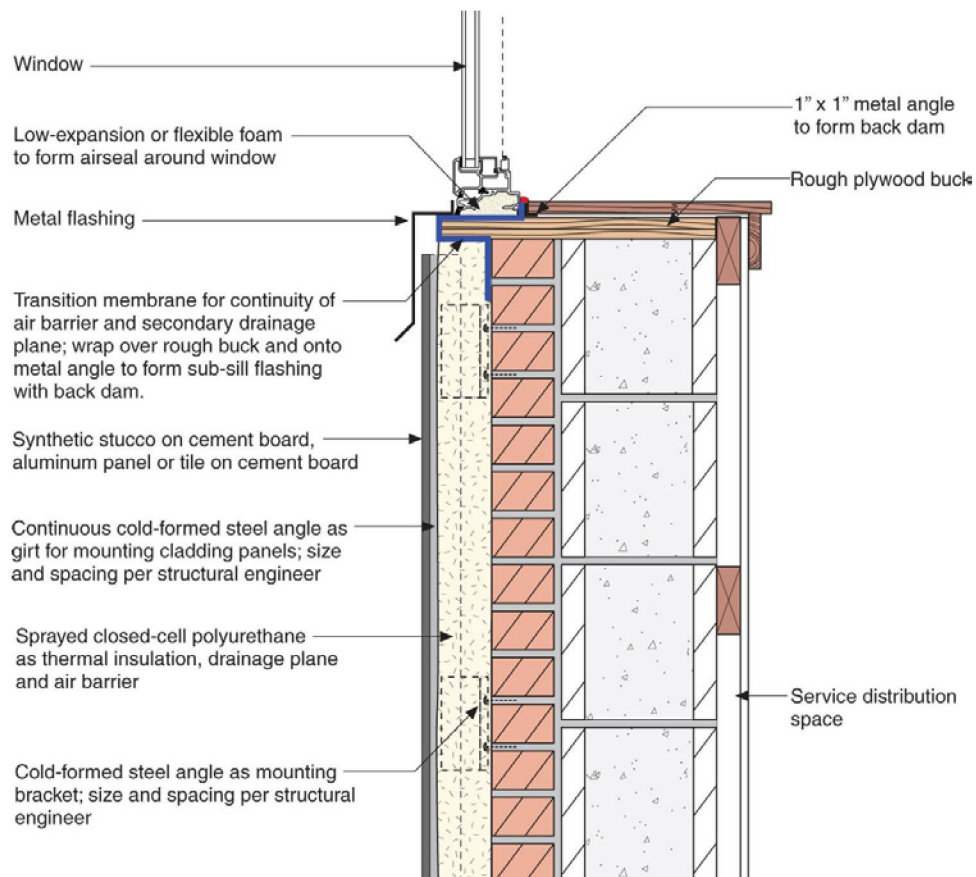 Window
Low-expansion or flexible foam
to form airseal around window
Metal flashing
Transition membrane for continuity of
air barrier and secondary drainage
plane; wrap over rough buck and onto
metal angle to form sub-sill flashing
with back dam.
Synthetic stucco on cement board,
aluminum panel or tile on cement board
Continuous cold-formed steel angle as
girt for mounting cladding panels; size
and spacing per structural engineer
Sprayed closed-cell polyurethane
as thermal insulation, drainage plane
and air barrier
Cold-formed steel angle as mounting
bracket; size and spacing per structural
engineer
1” x 1” metal angle
to form back dam
Rough plywood buck
Service distribution
space